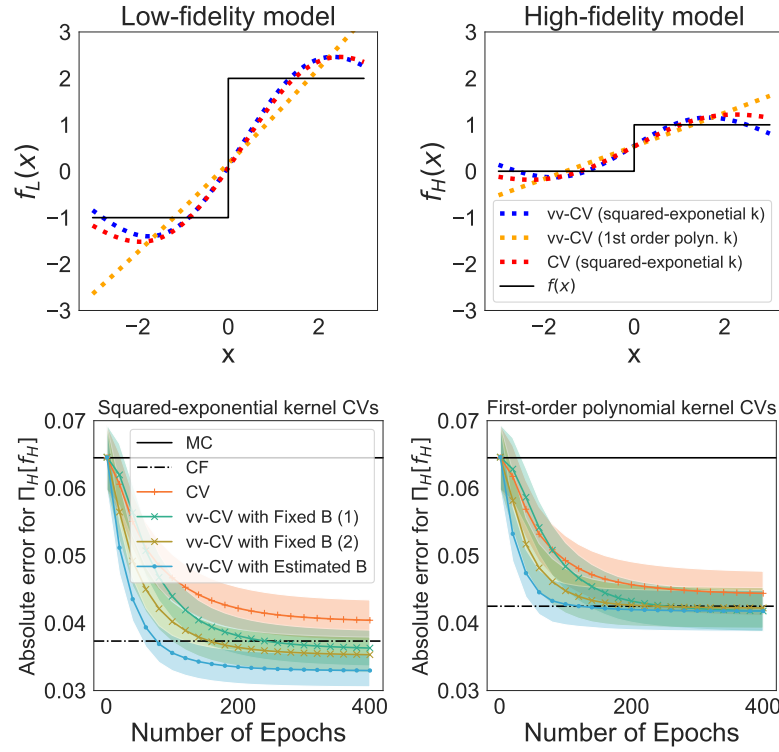 Low-fidelity model
High-fidelity model
f_L(x)
3
2
1
0
−1
−2
−3
−2
0
2
x
f_H(x)
3
2
1
0
−1
−2
−3
vv-CV (squared-exponetial k)
vv-CV (1st order polyn. k)
CV (squared-exponetial k)
f(x)
−2
0
2
x
Squared-exponential kernel CVs
Absolute error for Π_H[f_H]
0.07
0.06
0.05
0.04
0.03
MC
CF
CV
vv-CV with Fixed B (1)
vv-CV with Fixed B (2)
vv-CV with Estimated B
0
200
400
Number of Epochs
First-order polynomial kernel CVs
Absolute error for Π_H[f_H]
0.07
0.06
0.05
0.04
0.03
0
200
400
Number of Epochs